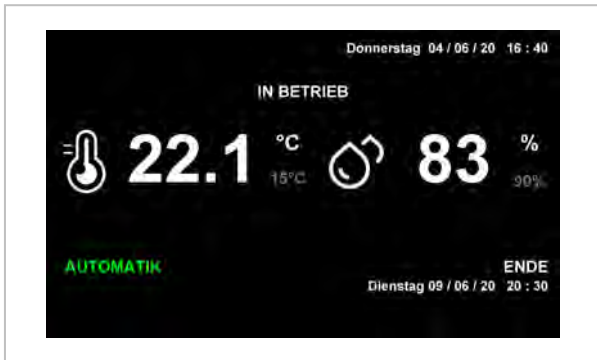 Donnerstag 04 / 06 / 20 16 : 40
IN BETRIEB
22.1 °C 83 %
15°C 90%
AUTOMATIK ENDE
Dienstag 09 / 06 / 20 20 : 30